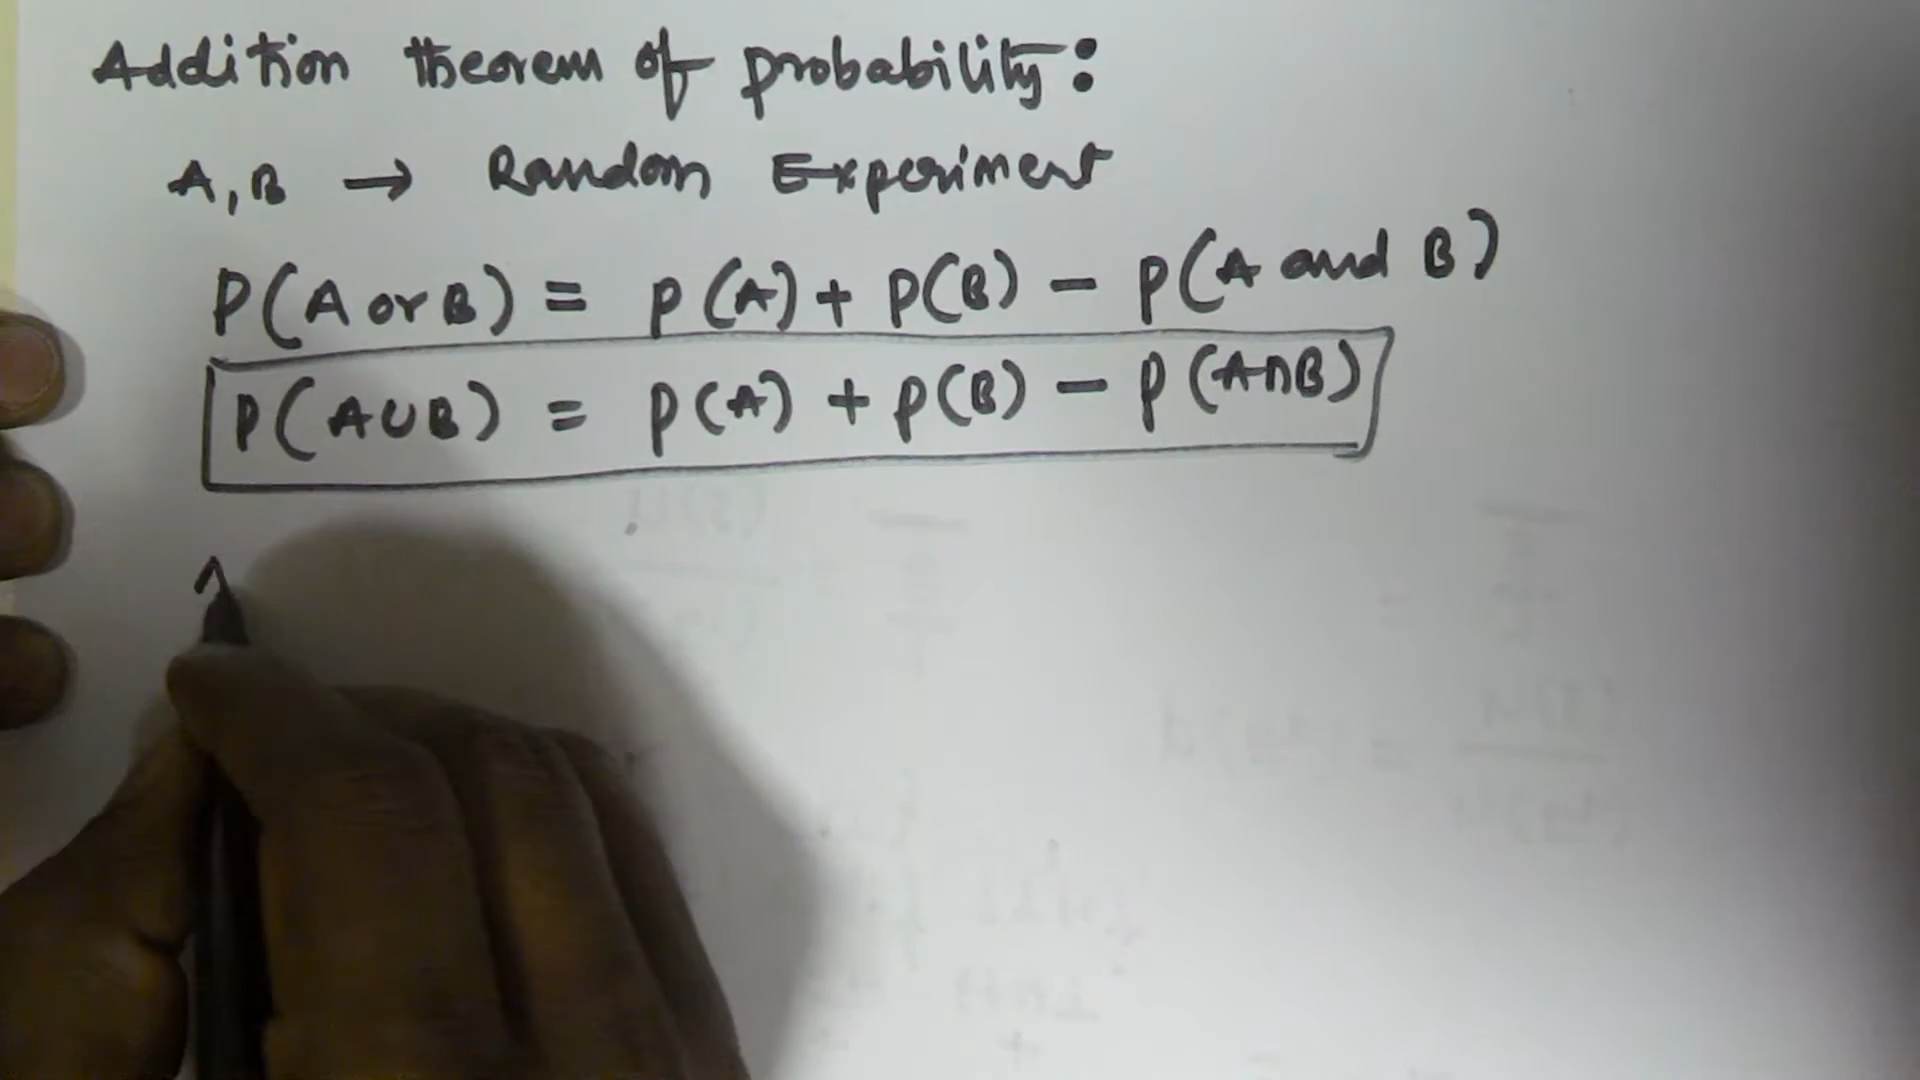 Addition theorem of probability:
A, B → Random Experiment
P(A or B) = P(A) + P(B) - P(A and B)
P(A∪B) = P(A) + P(B) - P(A∩B)